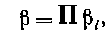 β = Π βᵢ,